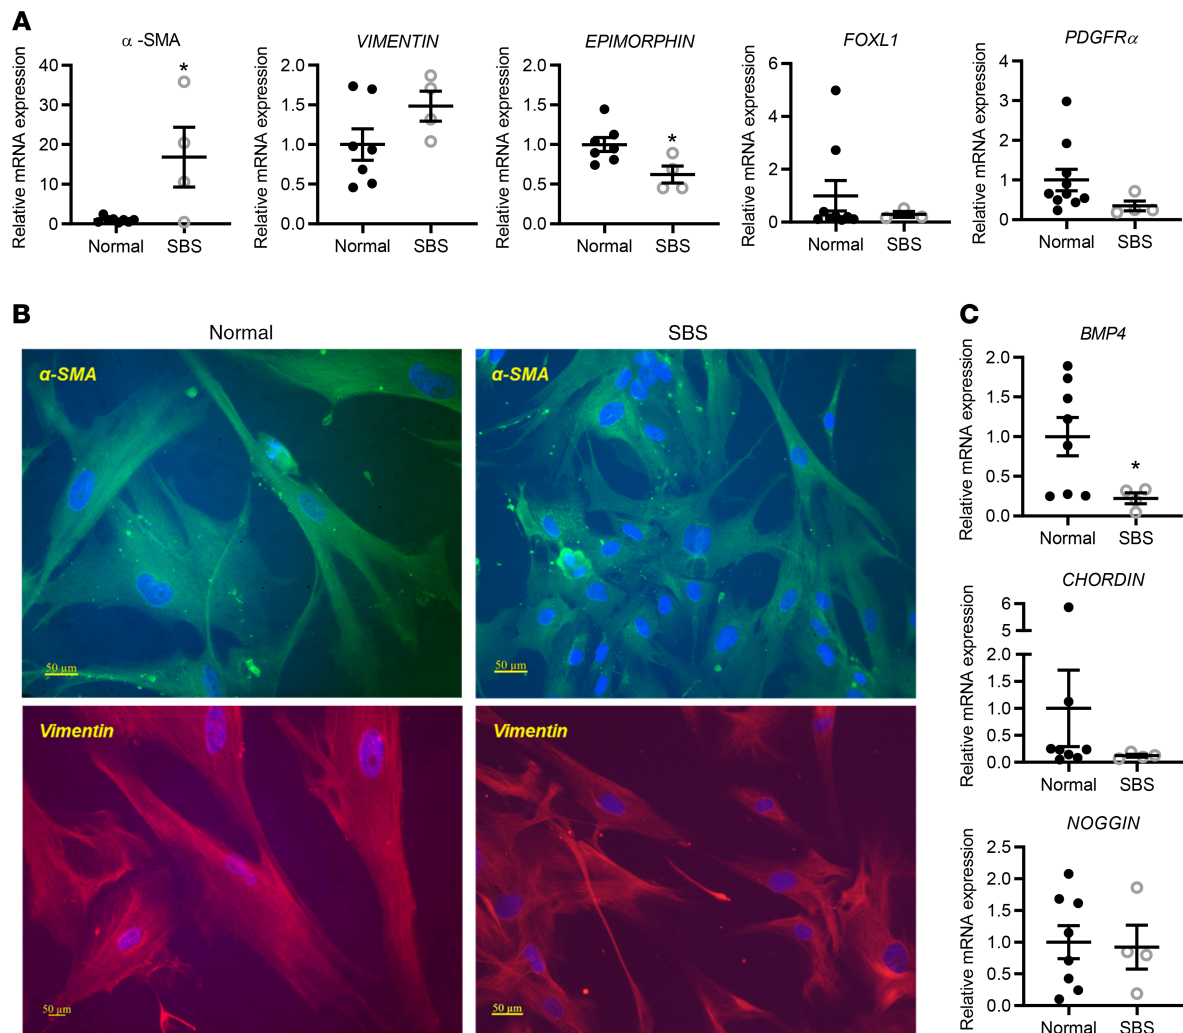 A
α -SMA
VIMENTIN
EPIMORPHIN
FOXL1
PDGFRα
Relative mRNA expression
40
30
20
10
0
*
Normal
SBS
Relative mRNA expression
2.0
1.5
1.0
0.5
0.0
Normal
SBS
Relative mRNA expression
2.0
1.5
1.0
0.5
0.0
*
Normal
SBS
Relative mRNA expression
6
4
2
0
Normal
SBS
Relative mRNA expression
4
3
2
1
0
Normal
SBS
B
Normal
SBS
α-SMA
50 µm
α-SMA
50 µm
Vimentin
50 µm
Vimentin
50 µm
C
BMP4
Relative mRNA expression
2.0
1.5
1.0
0.5
0.0
*
Normal
SBS
CHORDIN
Relative mRNA expression
6
5
2.0
1.5
1.0
0.5
0.0
Normal
SBS
NOGGIN
Relative mRNA expression
2.5
2.0
1.5
1.0
0.5
0.0
Normal
SBS